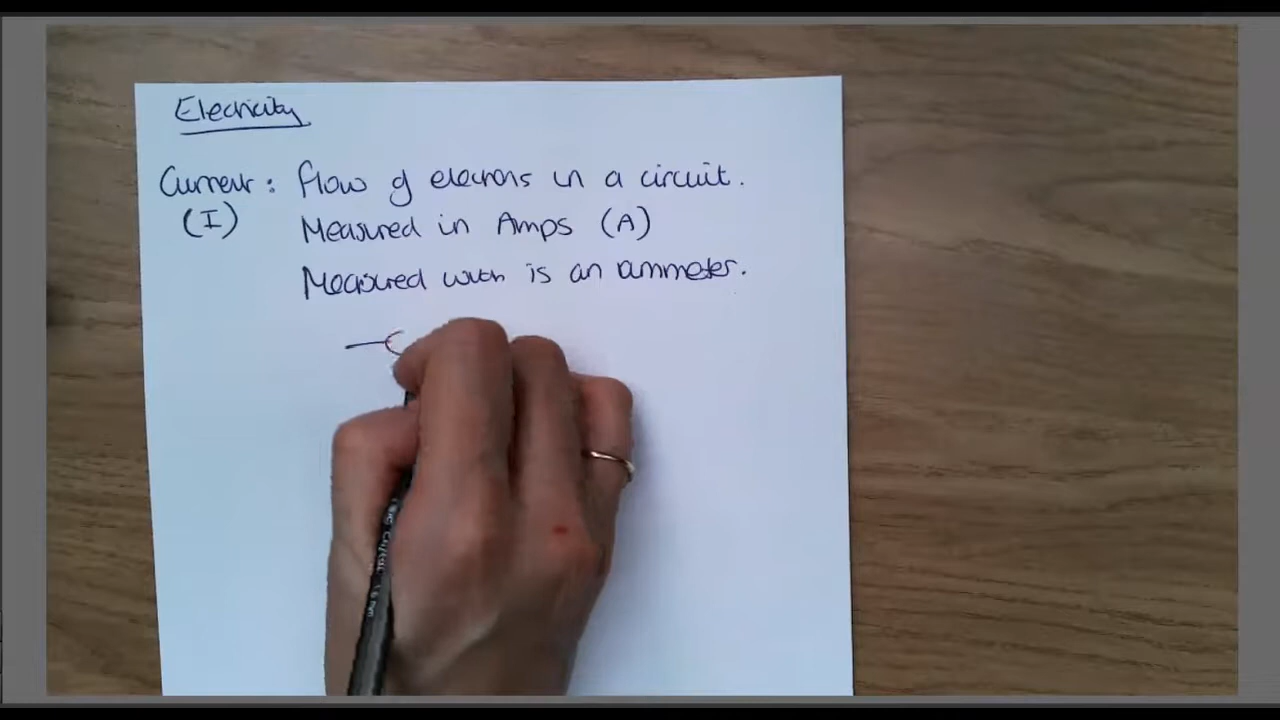 Electricity
Current: flow of electrons in a circuit.
(I) Measured in Amps (A)
Measured with is an ammeter.